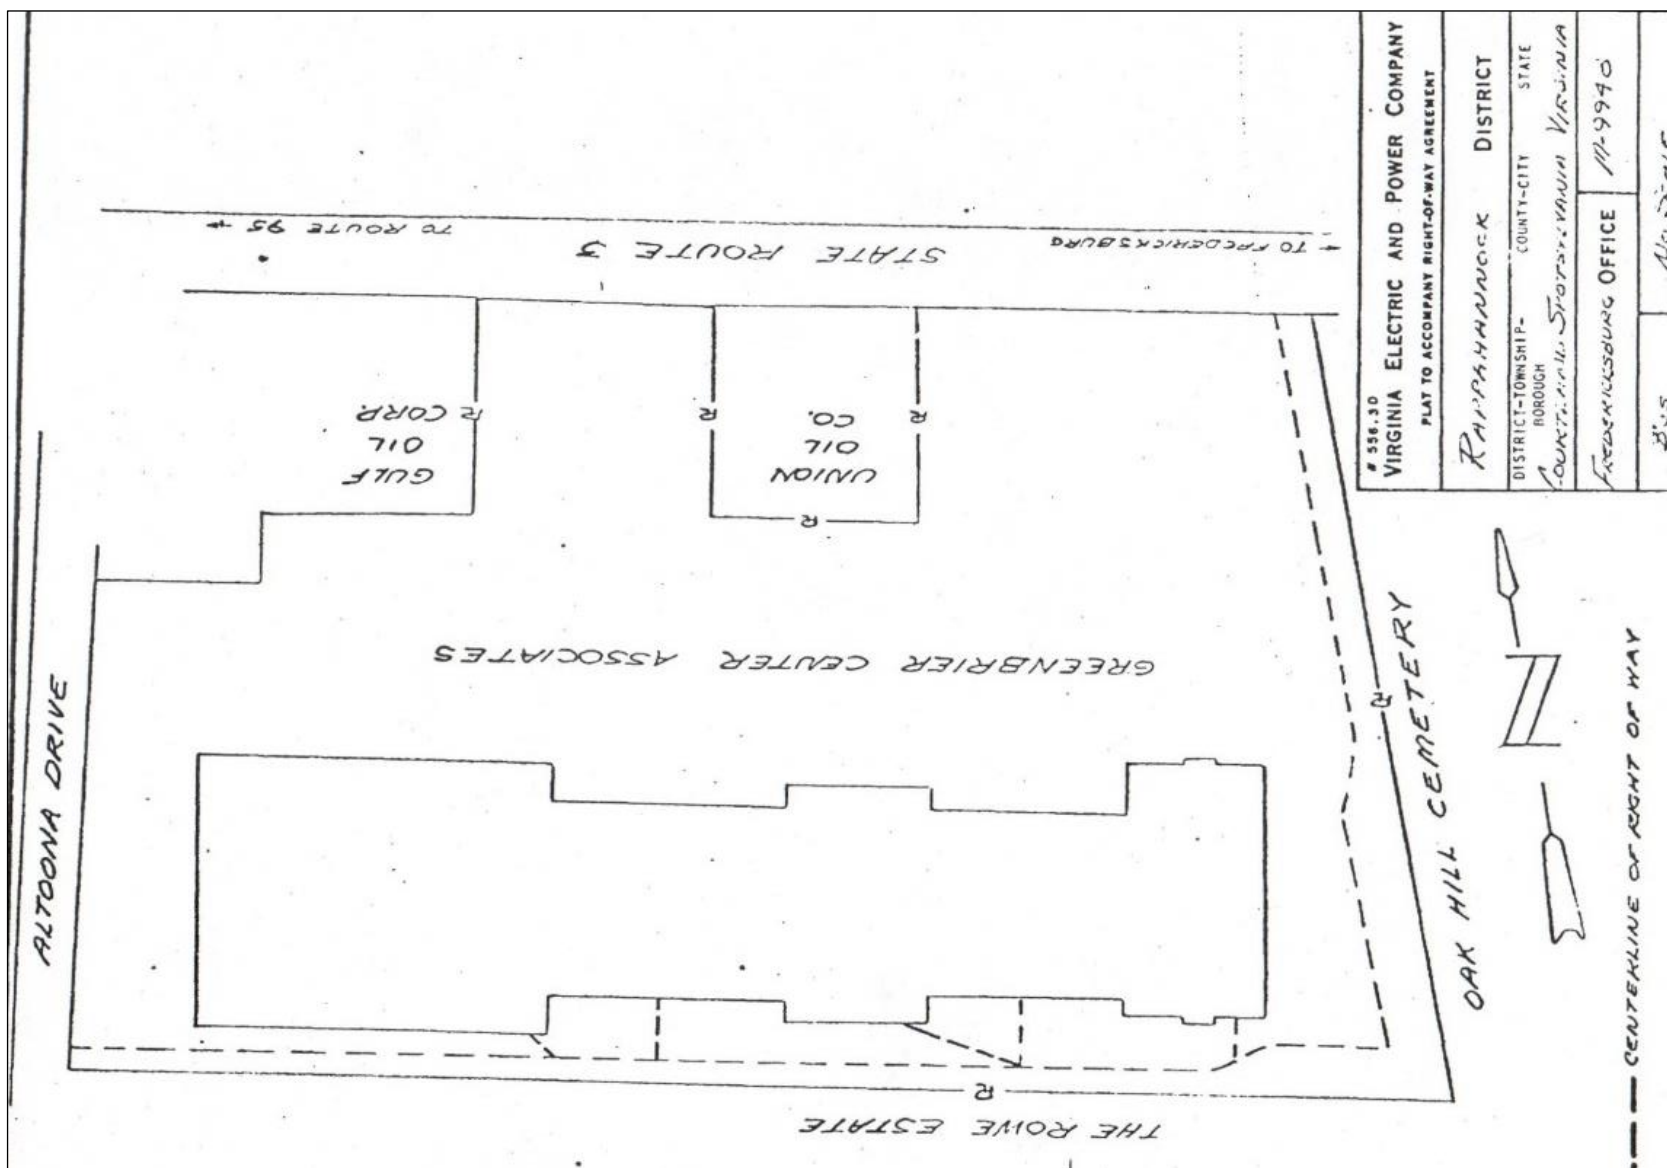 # 556.30
VIRGINIA ELECTRIC AND POWER COMPANY
PLAT TO ACCOMPANY RIGHT-OF-WAY AGREEMENT
RAPPAHANNOCK DISTRICT
DISTRICT-TOWNSHIP-BOROUGH COUNTY-CITY STATE
SPOTSYLVANIA VIRGINIA
FREDERICKSBURG OFFICE
TO ROUTE 95
STATE ROUTE 3
TO FREDERICKSBURG
GULF
OIL
CORP.
UNION
OIL
CO.
R
R
R
R
GREENBRIER CENTER ASSOCIATES
ALTOONA DRIVE
OAK HILL CEMETERY
R
R
THE ROWE ESTATE
N
CENTERLINE OF RIGHT OF WAY